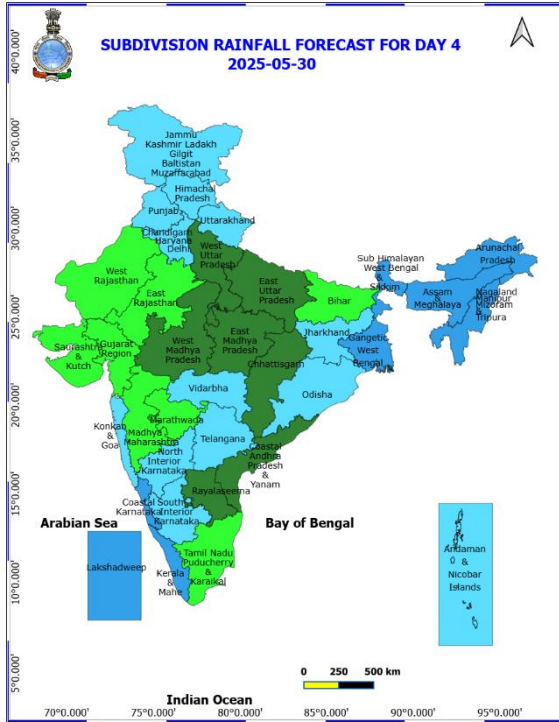 SUBDIVISION RAINFALL FORECAST FOR DAY 4
2025-05-30
40°0.000'
35°0.000'
30°0.000'
25°0.000'
20°0.000'
15°0.000'
10°0.000'
5°0.000'
Jammu
Kashmir Ladakh
Gilgit
Baltistan
Muzaffarabad
Himachal
Pradesh
Punjab
Uttarakhand
Chandigarh
Haryana
Delhi
West
Uttar
Pradesh
Arunachal
Pradesh
Sub Himalayan
West Bengal
&
Sikkim
West
Rajasthan
East
Rajasthan
East
Uttar
Pradesh
Bihar
Assam
&
Meghalaya
Nagaland
Manipur
Mizoram
&
Tripura
Saurashtra
&
Kutch
Gujarat
Region
West
Madhya
Pradesh
East
Madhya
Pradesh
Jharkhand
Gangetic
West
Bengal
Chhattisgarh
Vidarbha
Odisha
Konkan
&
Goa
Madhya
Maharashtra
Marathwada
Telangana
North
Interior
Karnataka
Coastal
Andhra
Pradesh
&
Yanam
Rayalaseema
Coastal
Karnataka
South
Interior
Karnataka
Arabian Sea
Bay of Bengal
Lakshadweep
Kerala
&
Mahe
Tamil Nadu
Puducherry
&
Karaikal
Andaman
&
Nicobar
Islands
0 250 500 km
Indian Ocean
70°0.000' 75°0.000' 80°0.000' 85°0.000' 90°0.000' 95°0.000'